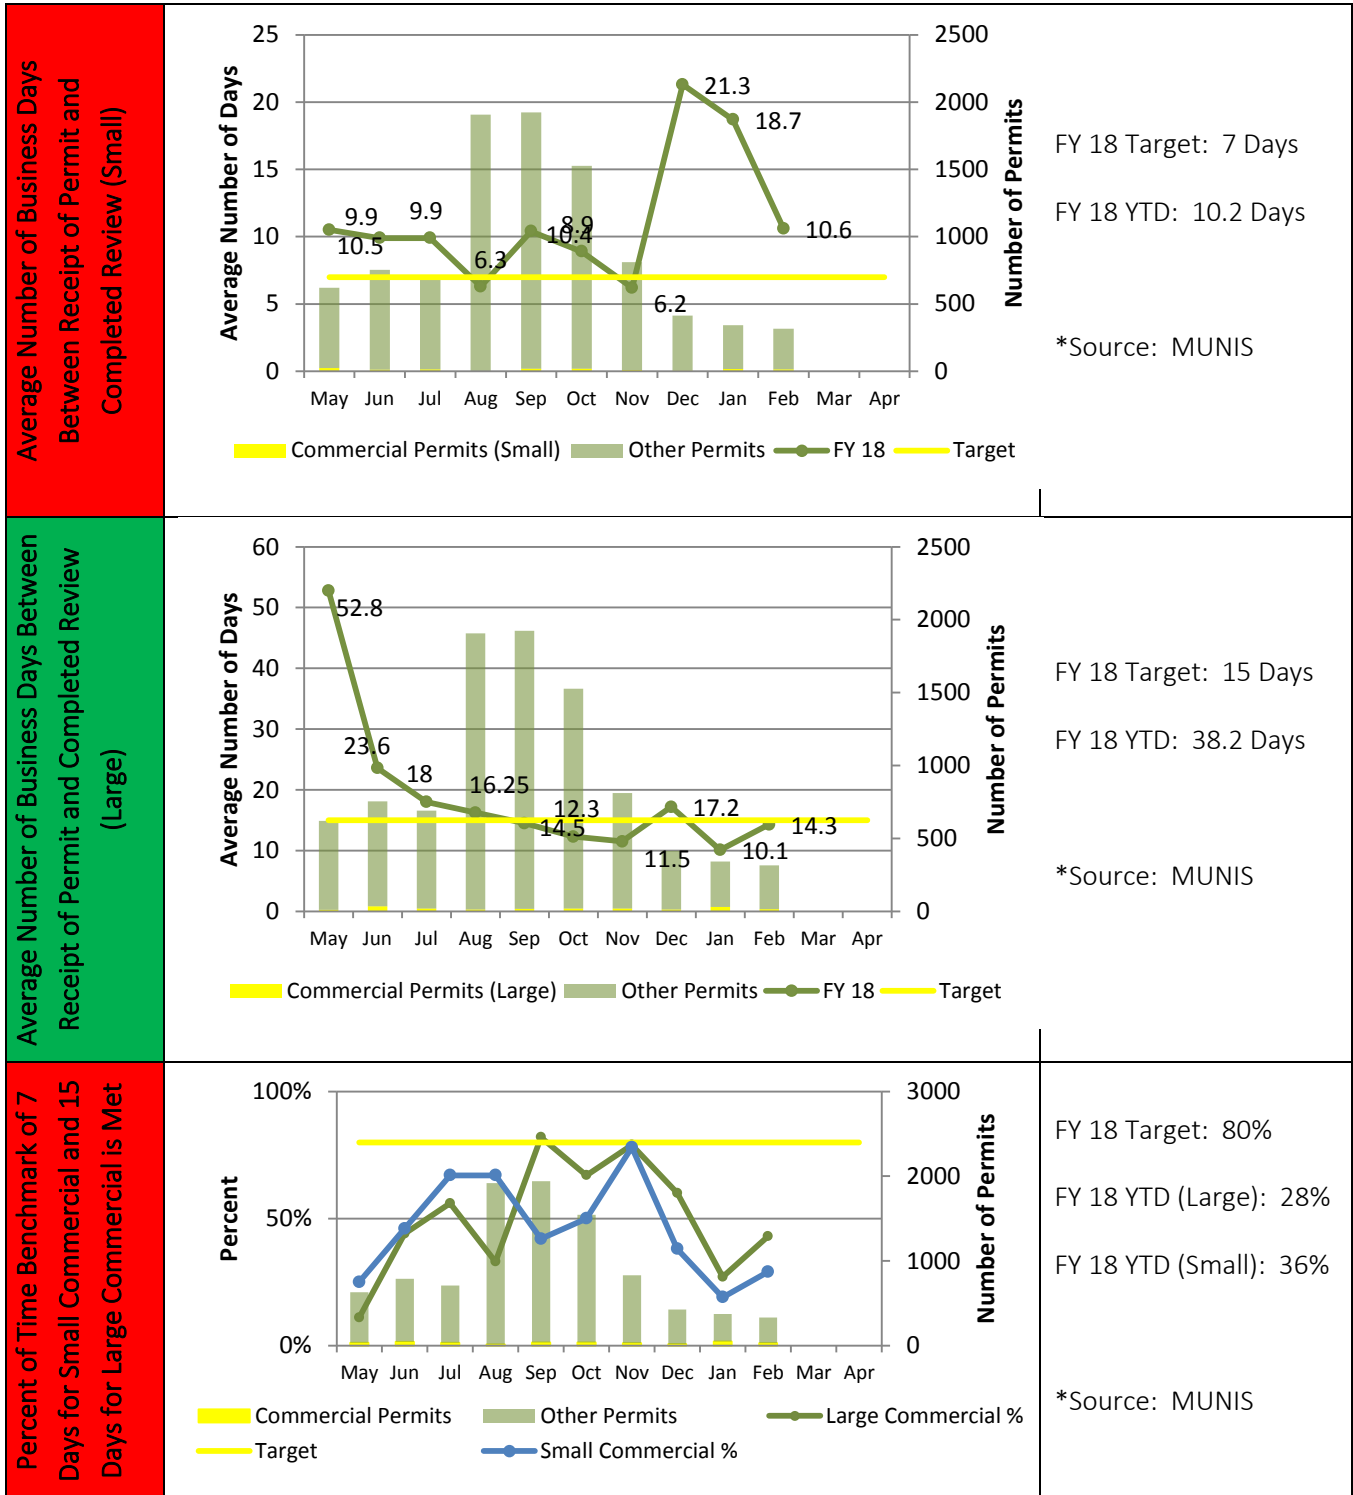 Average Number of Business Days
Between Receipt of Permit and
Completed Review (Small)
Average Number of Days
25
20
15
10
5
0
2500
2000
1500
1000
500
0
Number of Permits
10.5
9.9
9.9
6.3
10.4
8.9
6.2
21.3
18.7
10.6
May Jun Jul Aug Sep Oct Nov Dec Jan Feb Mar Apr
Commercial Permits (Small) Other Permits FY 18 Target
FY 18 Target: 7 Days
FY 18 YTD: 10.2 Days
*Source: MUNIS
Average Number of Business Days Between
Receipt of Permit and Completed Review
(Large)
Average Number of Days
60
50
40
30
20
10
0
2500
2000
1500
1000
500
0
Number of Permits
52.8
23.6
18
16.25
14.5
12.3
11.5
17.2
10.1
14.3
May Jun Jul Aug Sep Oct Nov Dec Jan Feb Mar Apr
Commercial Permits (Large) Other Permits FY 18 Target
FY 18 Target: 15 Days
FY 18 YTD: 38.2 Days
*Source: MUNIS
Percent of Time Benchmark of 7
Days for Small Commercial and 15
Days for Large Commercial is Met
Percent
100%
50%
0%
3000
2000
1000
0
Number of Permits
May Jun Jul Aug Sep Oct Nov Dec Jan Feb Mar Apr
Commercial Permits Other Permits Large Commercial %
Target Small Commercial %
FY 18 Target: 80%
FY 18 YTD (Large): 28%
FY 18 YTD (Small): 36%
*Source: MUNIS